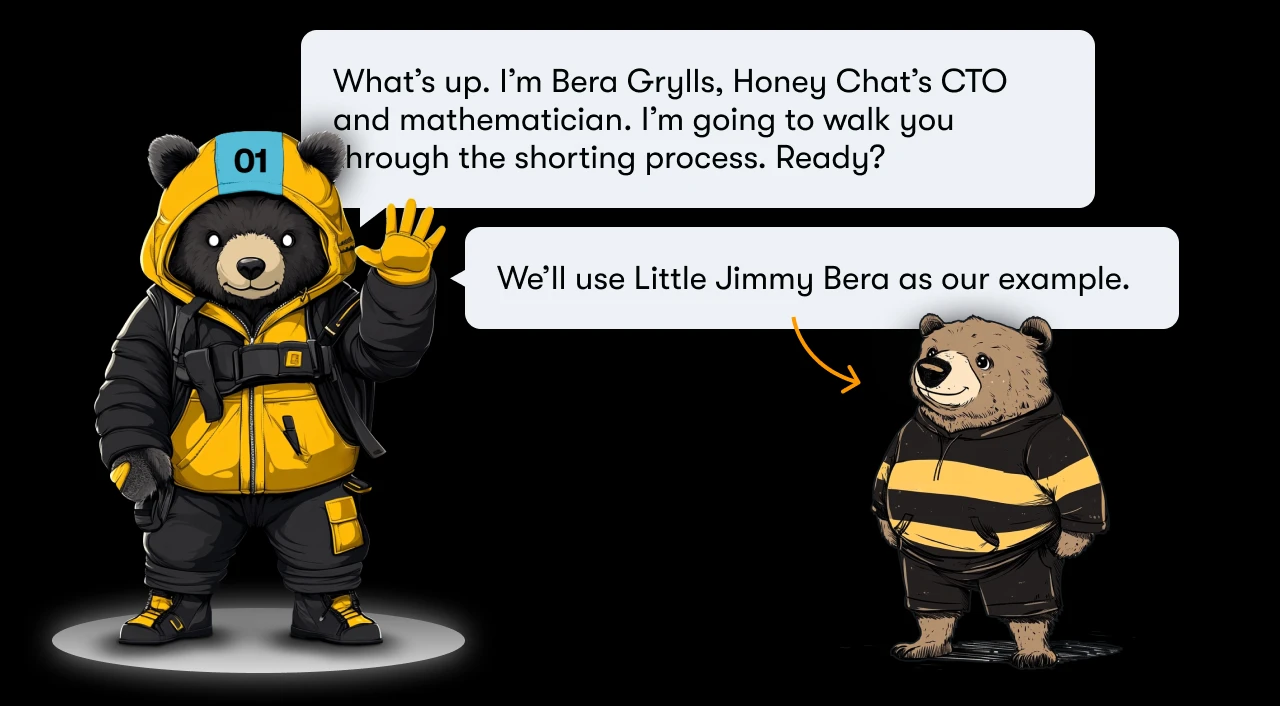 What's up. I'm Bera Grylls, Honey Chat's CTO
and mathematician. I'm going to walk you
through the shorting process. Ready?
01
We'll use Little Jimmy Bera as our example.